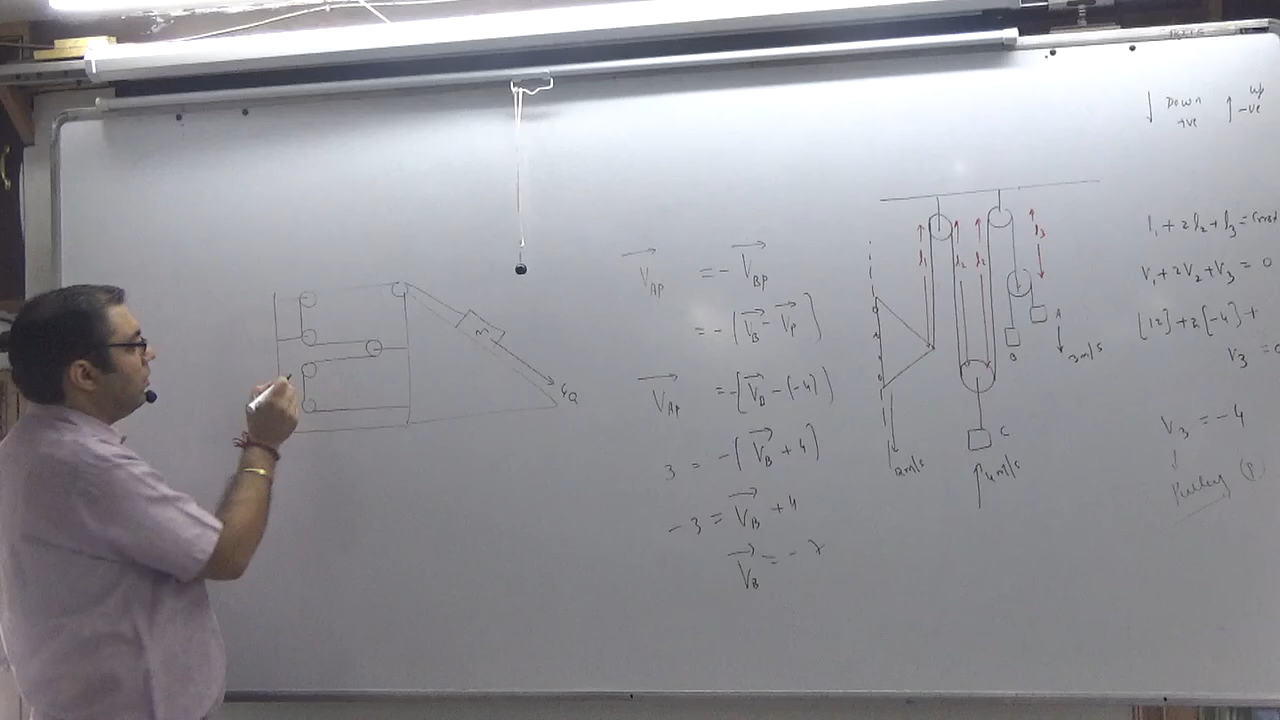 m
V_AP = - V_BP
= - (V_B - V_P)
V_AP = - [V_B - (-4)]
3 = - (V_B + 4)
-3 = V_B + 4
V_B = - 7
l1
l2
l2
l3
A
B
3m/s
C
4m/s
↓ Down +ve ↑ up -ve
l1 + 2l2 + l3 = Const
V1 + 2V2 + V3 = 0
[12] + 2[-4] +
V3 = 0
V3 = -4
↓
Pulley (P)